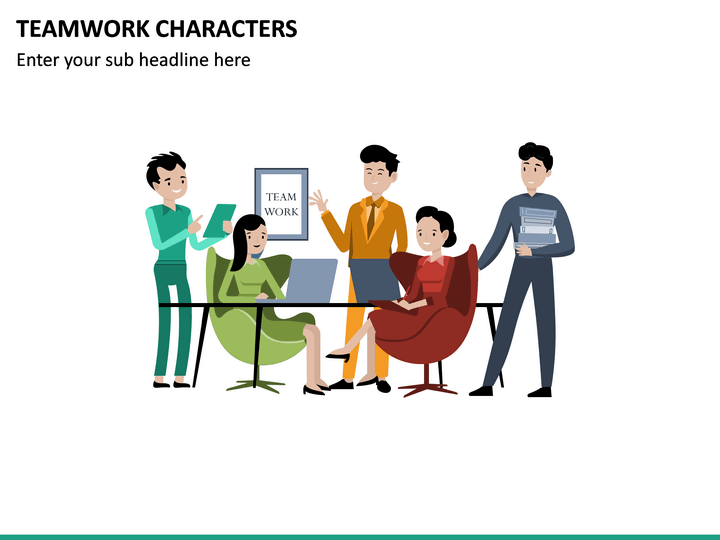 TEAMWORK CHARACTERS
Enter your sub headline here
TEAM
WORK